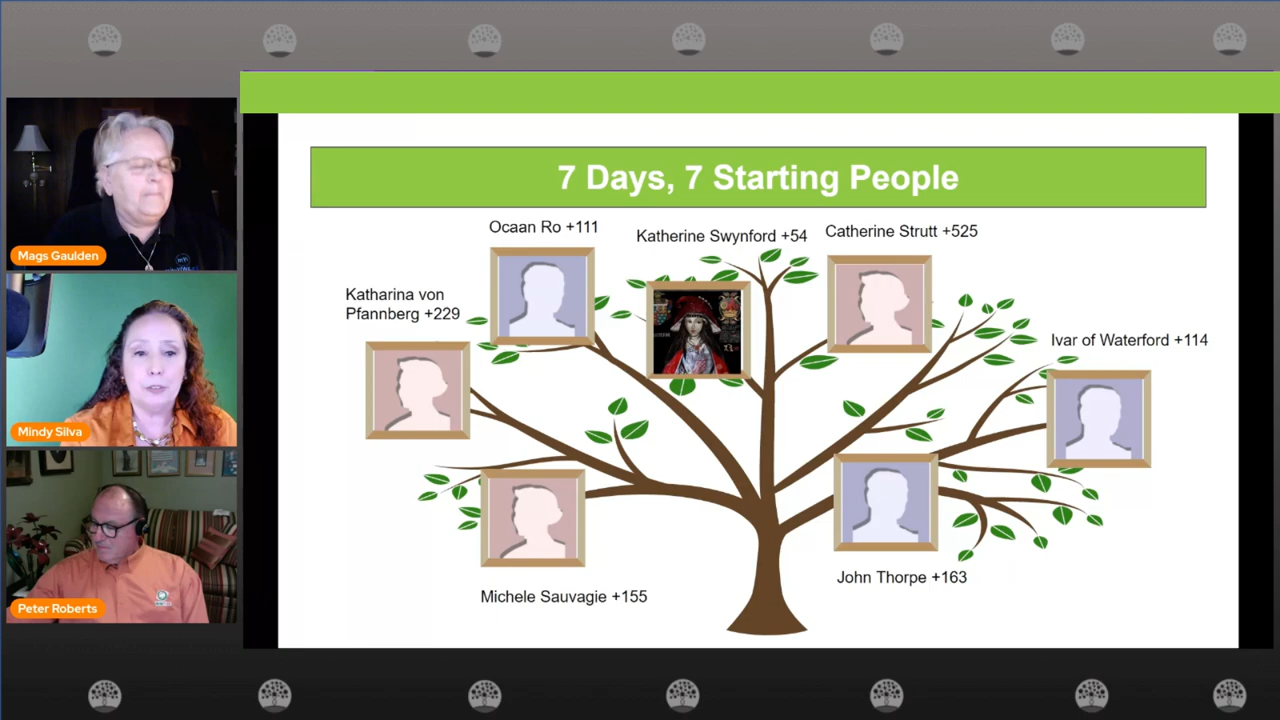 7 Days, 7 Starting People
Ocaan Ro +111
Katherine Swynford +54
Catherine Strutt +525
Katharina von
Pfannberg +229
Ivar of Waterford +114
Michele Sauvagie +155
John Thorpe +163
Mags Gaulden
Mindy Silva
Peter Roberts